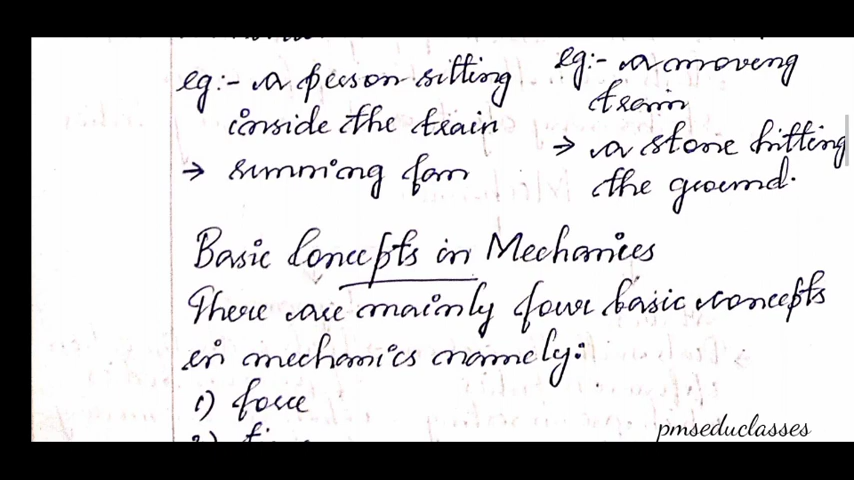 eg:- a person sitting
inside the train
→ running fan
eg:- a moving
train
→ a stone hitting
the ground.
Basic Concepts in Mechanics
There are mainly four basic concepts
in mechanics namely:
1) force
pmseduclasses